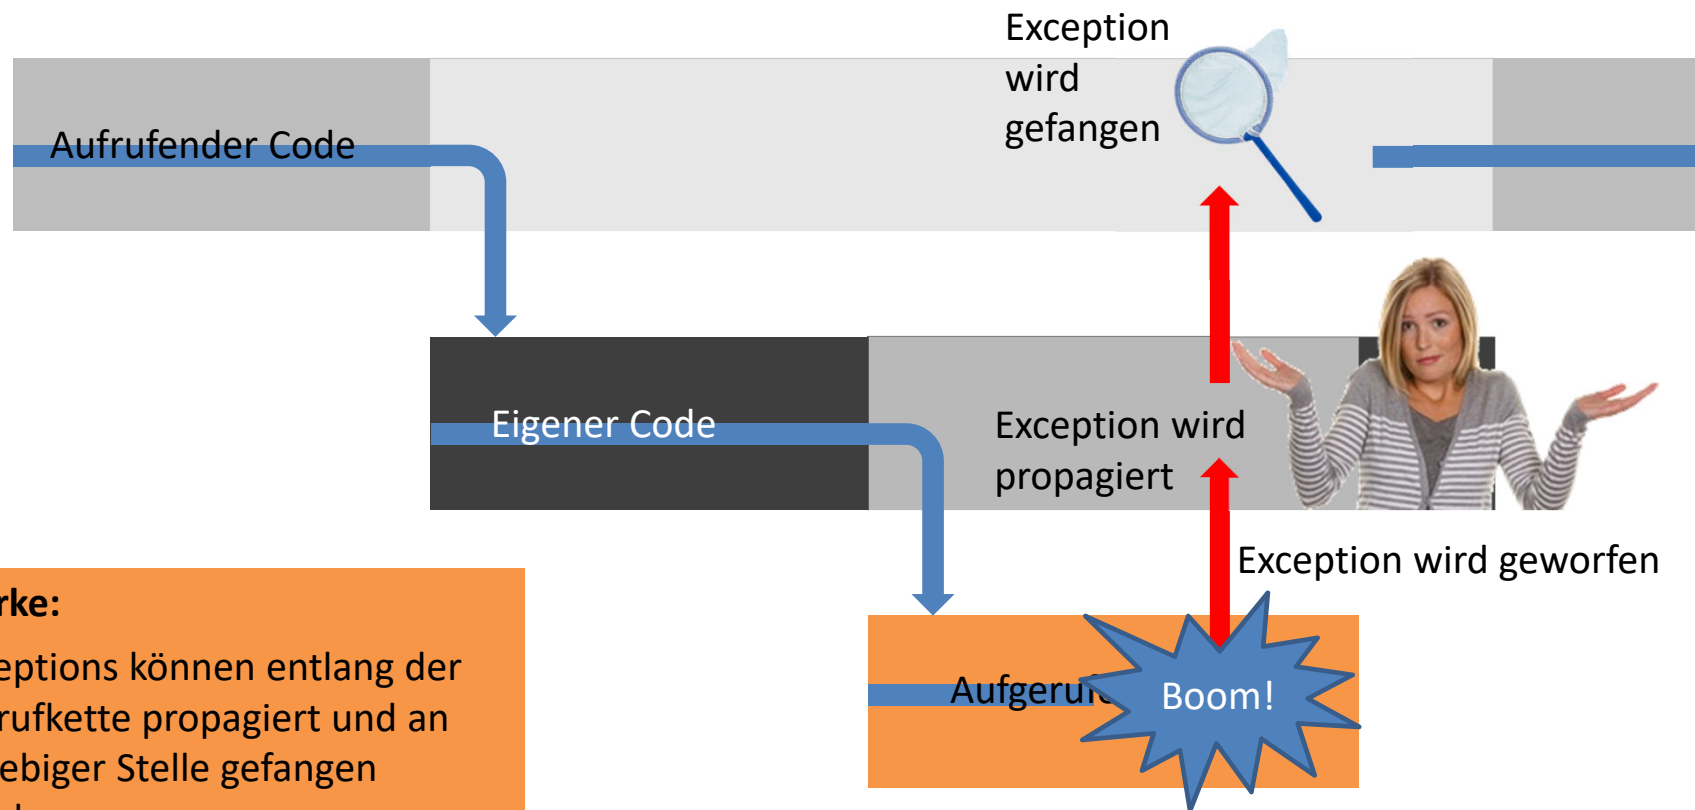 Exception
wird
gefangen
Aufrufender Code
Eigener Code
Exception wird
propagiert
Exception wird geworfen
rke:
eptions können entlang der
rufkette propagiert und an
ebiger Stelle gefangen
Boom!